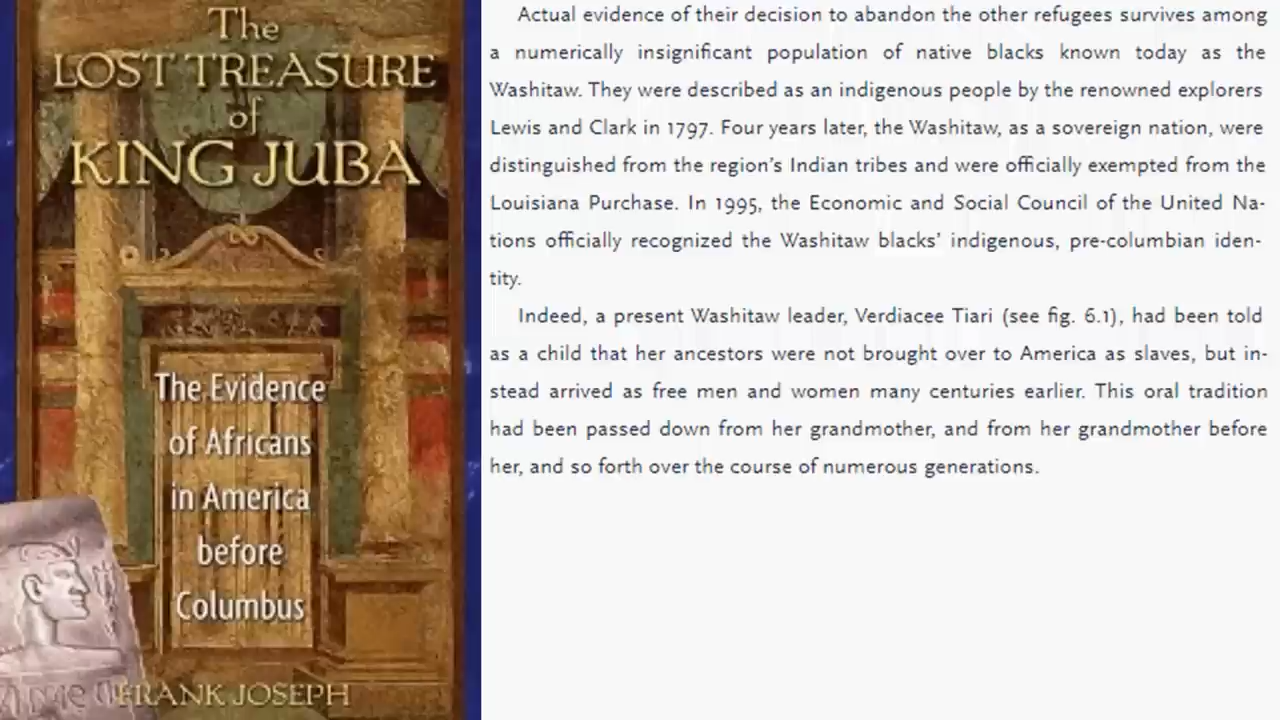 The
LOST TREASURE
of
KING JUBA
The Evidence
of Africans
in America
before
Columbus
FRANK JOSEPH
Actual evidence of their decision to abandon the other refugees survives among
a numerically insignificant population of native blacks known today as the
Washitaw. They were described as an indigenous people by the renowned explorers
Lewis and Clark in 1797. Four years later, the Washitaw, as a sovereign nation, were
distinguished from the region's Indian tribes and were officially exempted from the
Louisiana Purchase. In 1995, the Economic and Social Council of the United Na-
tions officially recognized the Washitaw blacks' indigenous, pre-columbian iden-
tity.
Indeed, a present Washitaw leader, Verdiacee Tiari (see fig. 6.1), had been told
as a child that her ancestors were not brought over to America as slaves, but in-
stead arrived as free men and women many centuries earlier. This oral tradition
had been passed down from her grandmother, and from her grandmother before
her, and so forth over the course of numerous generations.